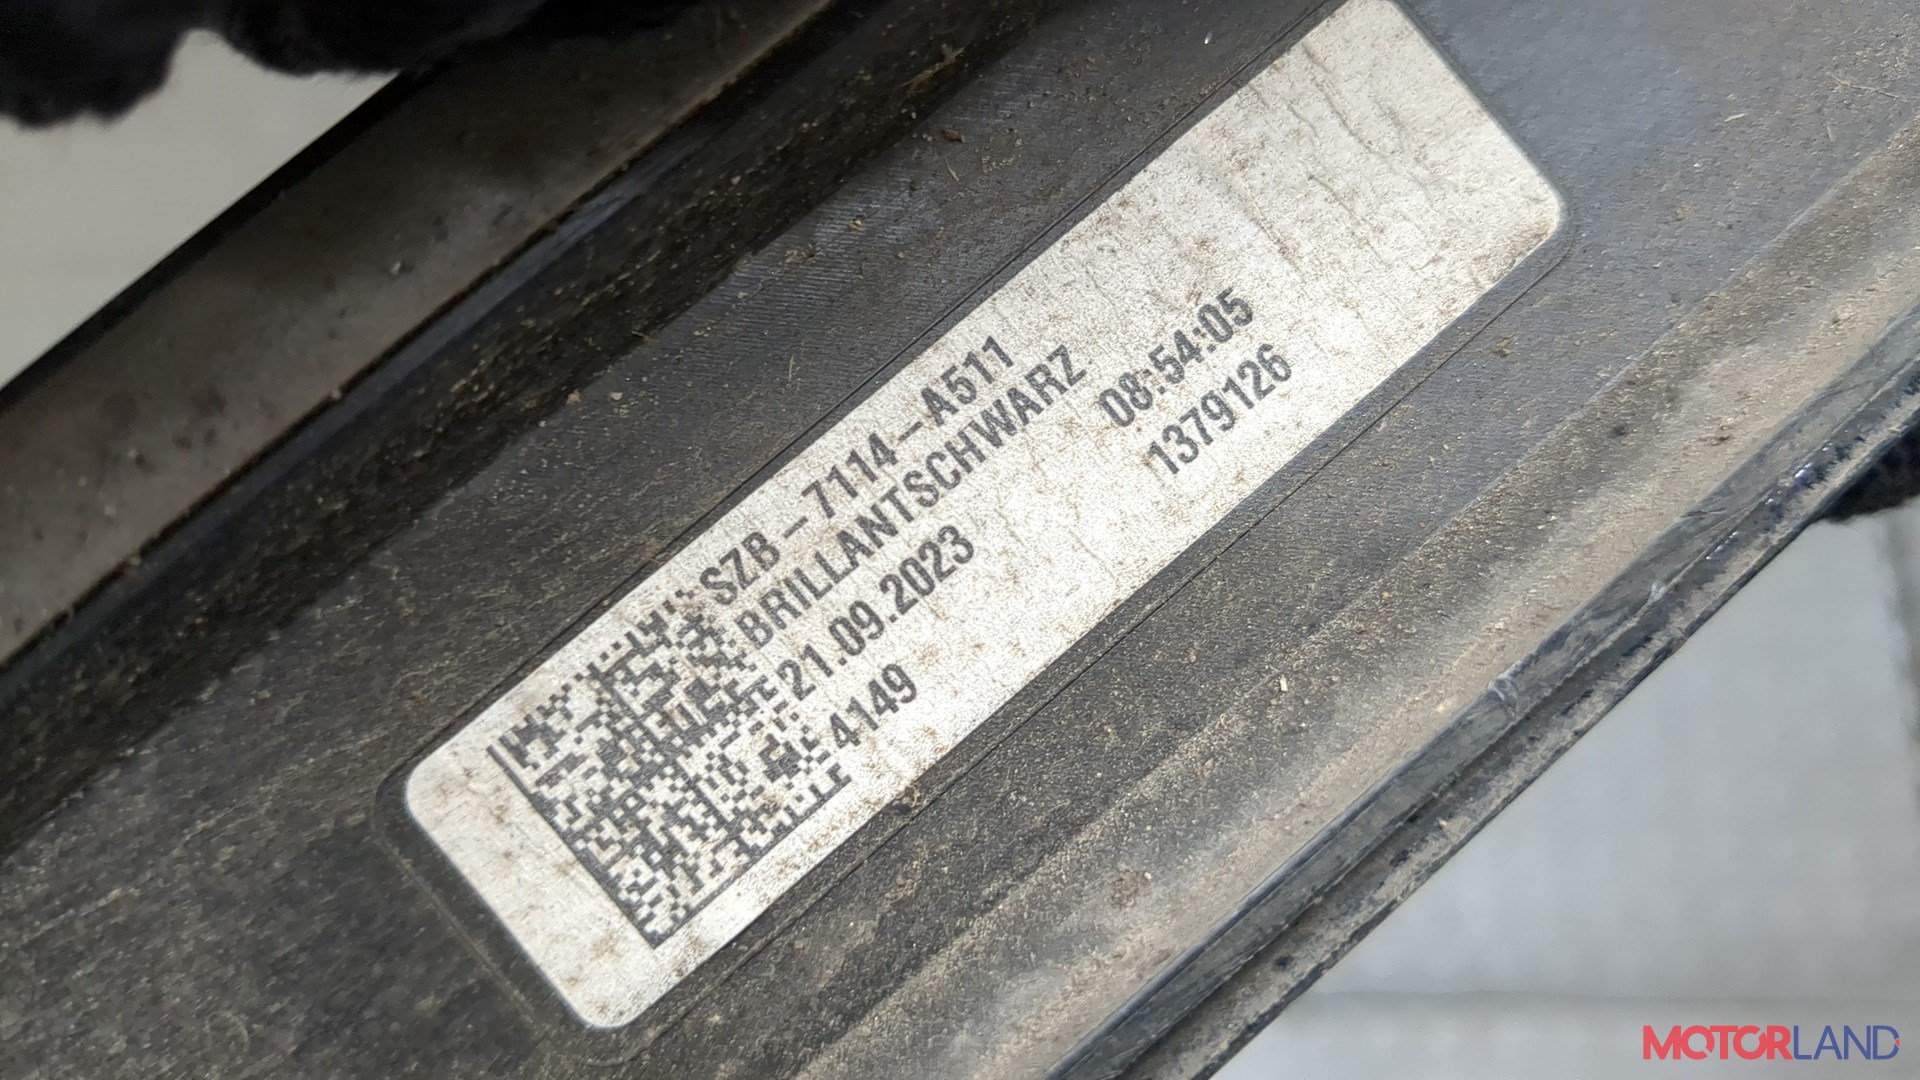 SZB-7114-A511
BRILLANTSCHWARZ
21.09.2023 08:54:05
4149 1379126
MOTORLAND